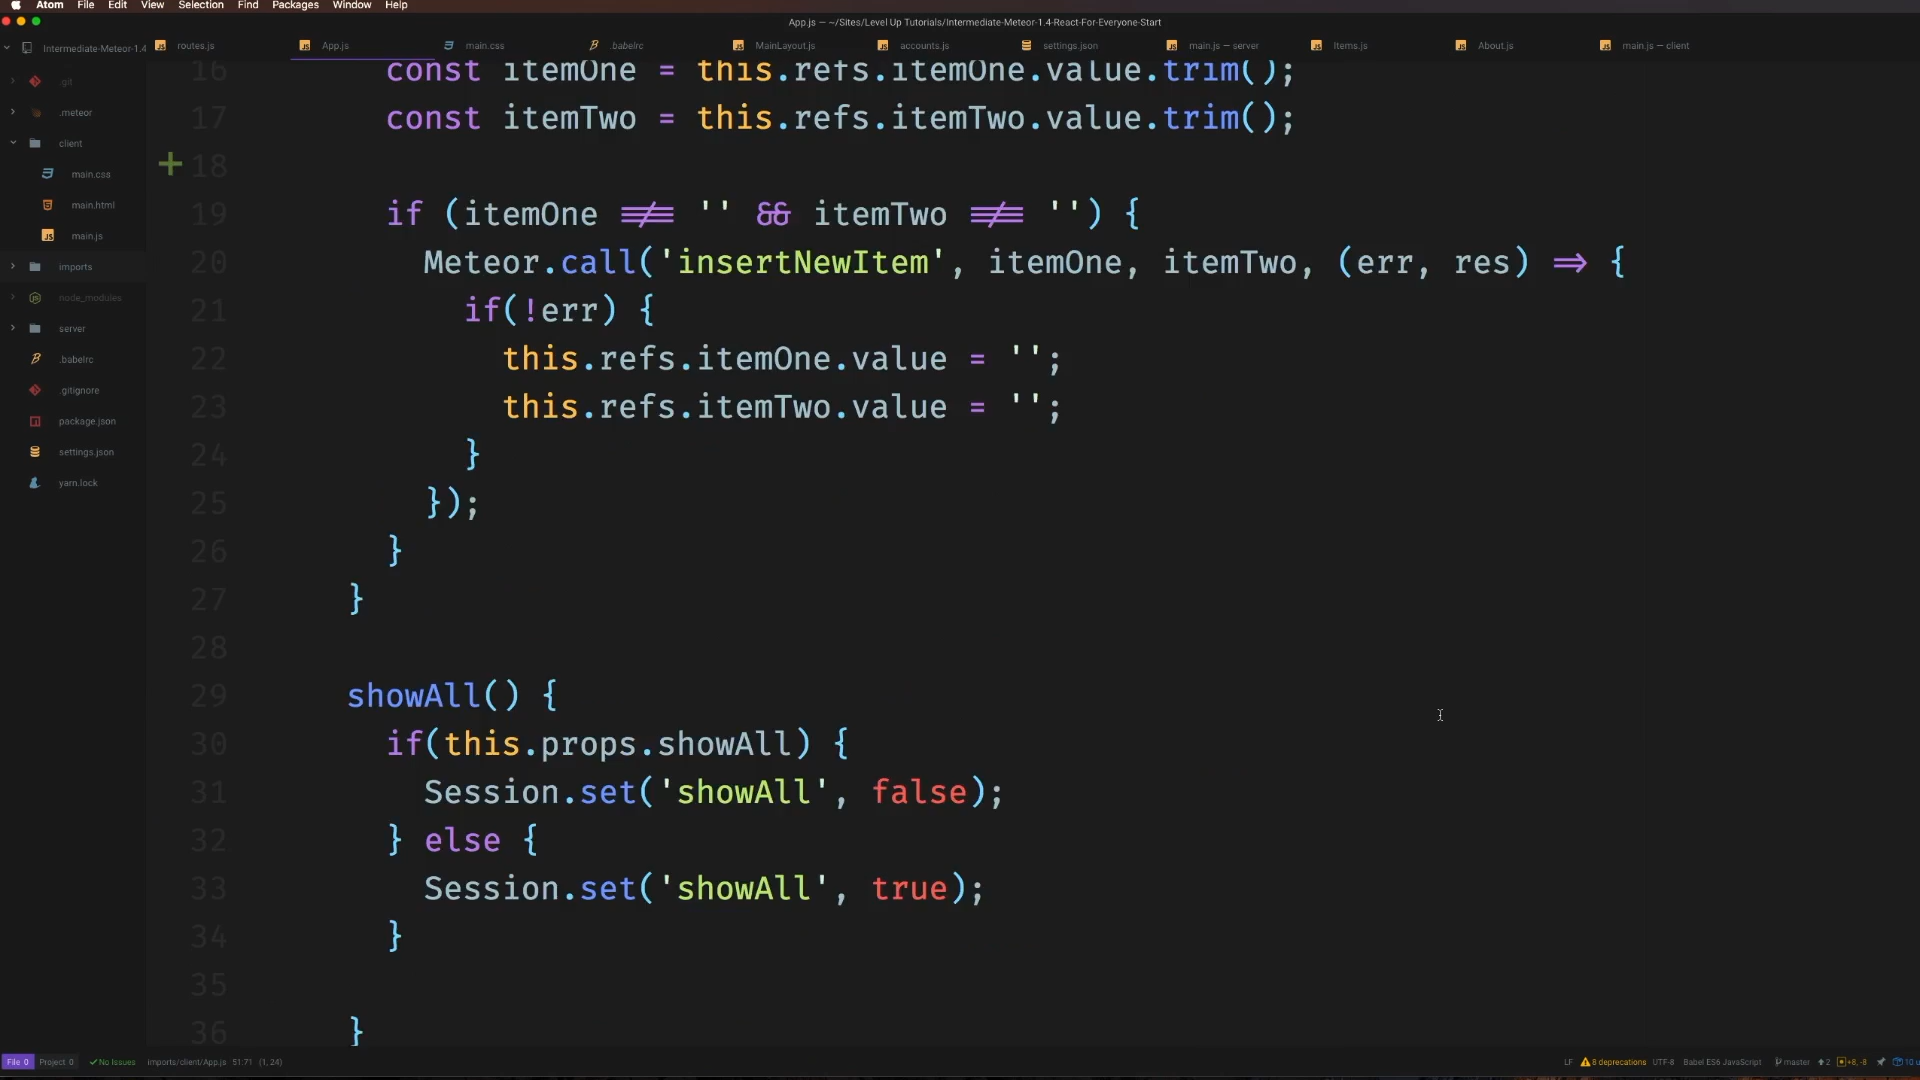 Atom File Edit View Selection Find Packages Window Help
App.js — ~/Sites/Level Up Tutorials/Intermediate-Meteor-1.4-React-For-Everyone-Start
Intermediate-Meteor-1.4 routes.js App.js main.css .babelrc MainLayout.js accounts.js settings.json main.js — server Items.js About.js main.js — client
.git
.meteor
client
main.css
main.html
main.js
imports
node_modules
server
.babelrc
.gitignore
package.json
settings.json
yarn.lock
16 const itemOne = this.refs.itemOne.value.trim();
17 const itemTwo = this.refs.itemTwo.value.trim();
18
19 if (itemOne !== '' && itemTwo !== '') {
20 Meteor.call('insertNewItem', itemOne, itemTwo, (err, res) => {
21 if(!err) {
22 this.refs.itemOne.value = '';
23 this.refs.itemTwo.value = '';
24 }
25 });
26 }
27 }
28
29 showAll() {
30 if(this.props.showAll) {
31 Session.set('showAll', false);
32 } else {
33 Session.set('showAll', true);
34 }
35
36 }
File 0 Project 0 No Issues imports/client/App.js 51:71 (1, 24) LF 8 deprecations UTF-8 Babel ES6 JavaScript master 2 +8, -8 10 u